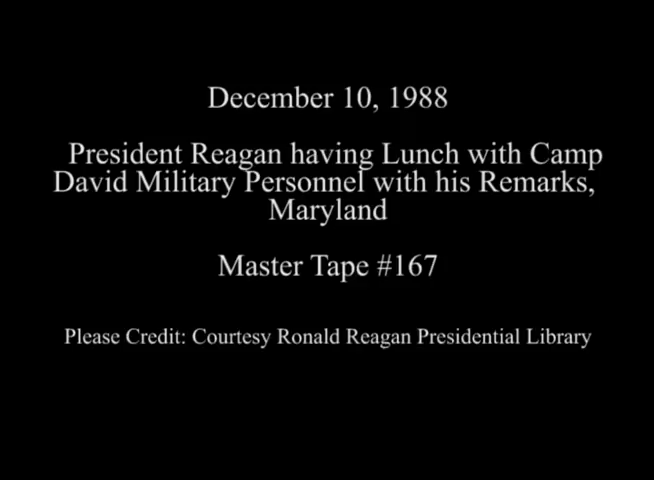 December 10, 1988
President Reagan having Lunch with Camp
David Military Personnel with his Remarks,
Maryland
Master Tape #167
Please Credit: Courtesy Ronald Reagan Presidential Library